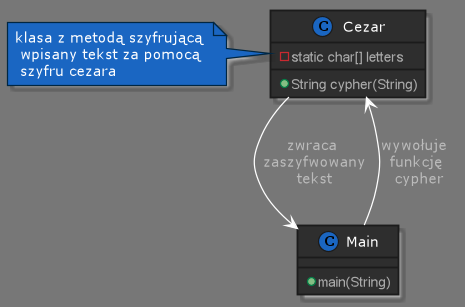 klasa z metodą szyfrującą
wpisany tekst za pomocą
szyfru cezara
C Cezar
static char[] letters
String cypher(String)
zwraca
zaszyfwowany
tekst
wywołuje
funkcję
cypher
C Main
main(String)